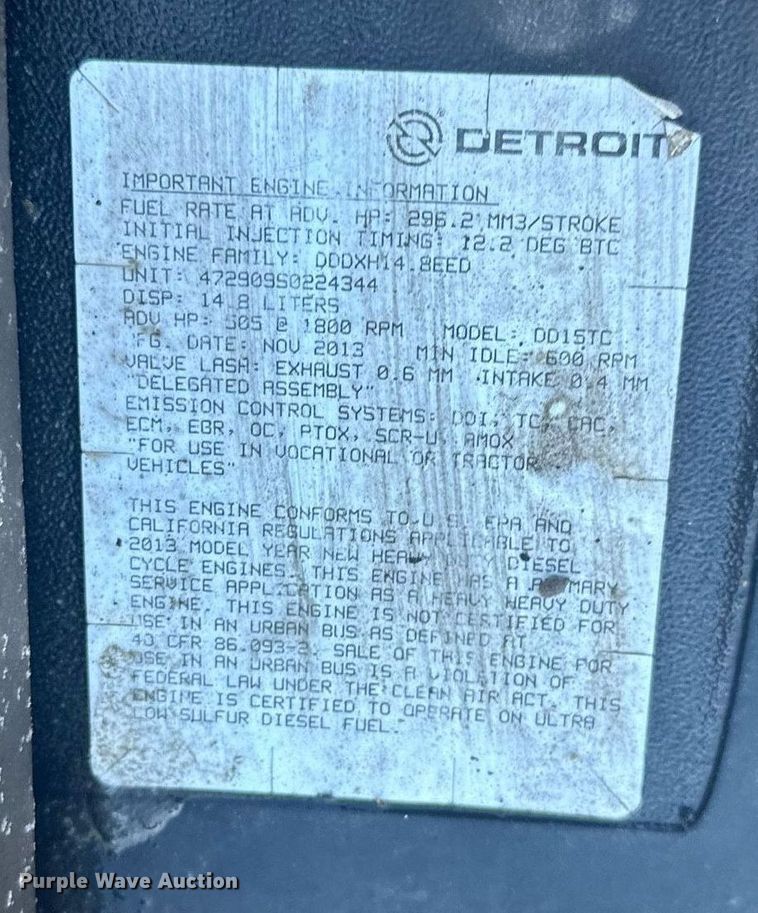 DETROIT
IMPORTANT ENGINE INFORMATION
FUEL RATE AT ADV. HP: 296.2 MM3/STROKE
INITIAL INJECTION TIMING: 12.2 DEG BTC
ENGINE FAMILY: DDDXH14.8EED
UNIT: 472909S0224344
DISP: 14.8 LITERS
ADV HP: 505 @ 1800 RPM MODEL: DD15TC
FG. DATE: NOV 2013 MIN IDLE: 600 RPM
VALVE LASH: EXHAUST 0.6 MM INTAKE 0.4 MM
"DELEGATED ASSEMBLY"
EMISSION CONTROL SYSTEMS: DDI, TC, CAC,
ECM, EGR, OC, PTOX, SCR-U, AMOX
"FOR USE IN VOCATIONAL OR TRACTOR
VEHICLES"
THIS ENGINE CONFORMS TO U.S. EPA AND
CALIFORNIA REGULATIONS APPLICABLE TO
2013 MODEL YEAR NEW HEAVY DUTY DIESEL
CYCLE ENGINES. THIS ENGINE HAS A PRIMARY
SERVICE APPLICATION AS A HEAVY HEAVY DUTY
ENGINE. THIS ENGINE IS NOT CERTIFIED FOR
USE IN AN URBAN BUS AS DEFINED AT
40 CFR 86.093-2. SALE OF THIS ENGINE FOR
USE IN AN URBAN BUS IS A VIOLATION OF
FEDERAL LAW UNDER THE CLEAN AIR ACT. THIS
ENGINE IS CERTIFIED TO OPERATE ON ULTRA
LOW SULFUR DIESEL FUEL.
Purple Wave Auction